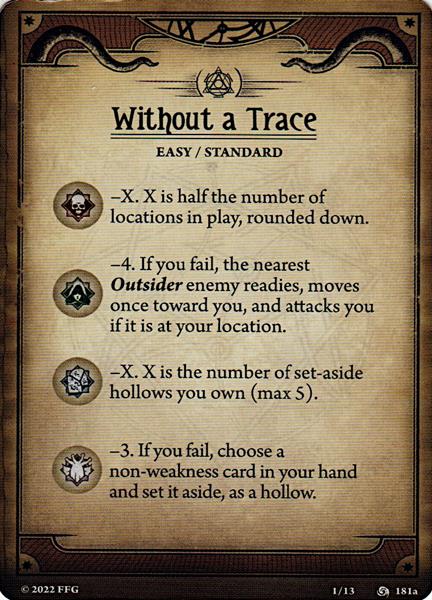 Without a Trace
EASY / STANDARD
–X. X is half the number of
locations in play, rounded down.
–4. If you fail, the nearest
Outsider enemy readies, moves
once toward you, and attacks you
if it is at your location.
–X. X is the number of set-aside
hollows you own (max 5).
–3. If you fail, choose a
non-weakness card in your hand
and set it aside, as a hollow.
© 2022 FFG 1/13 181a